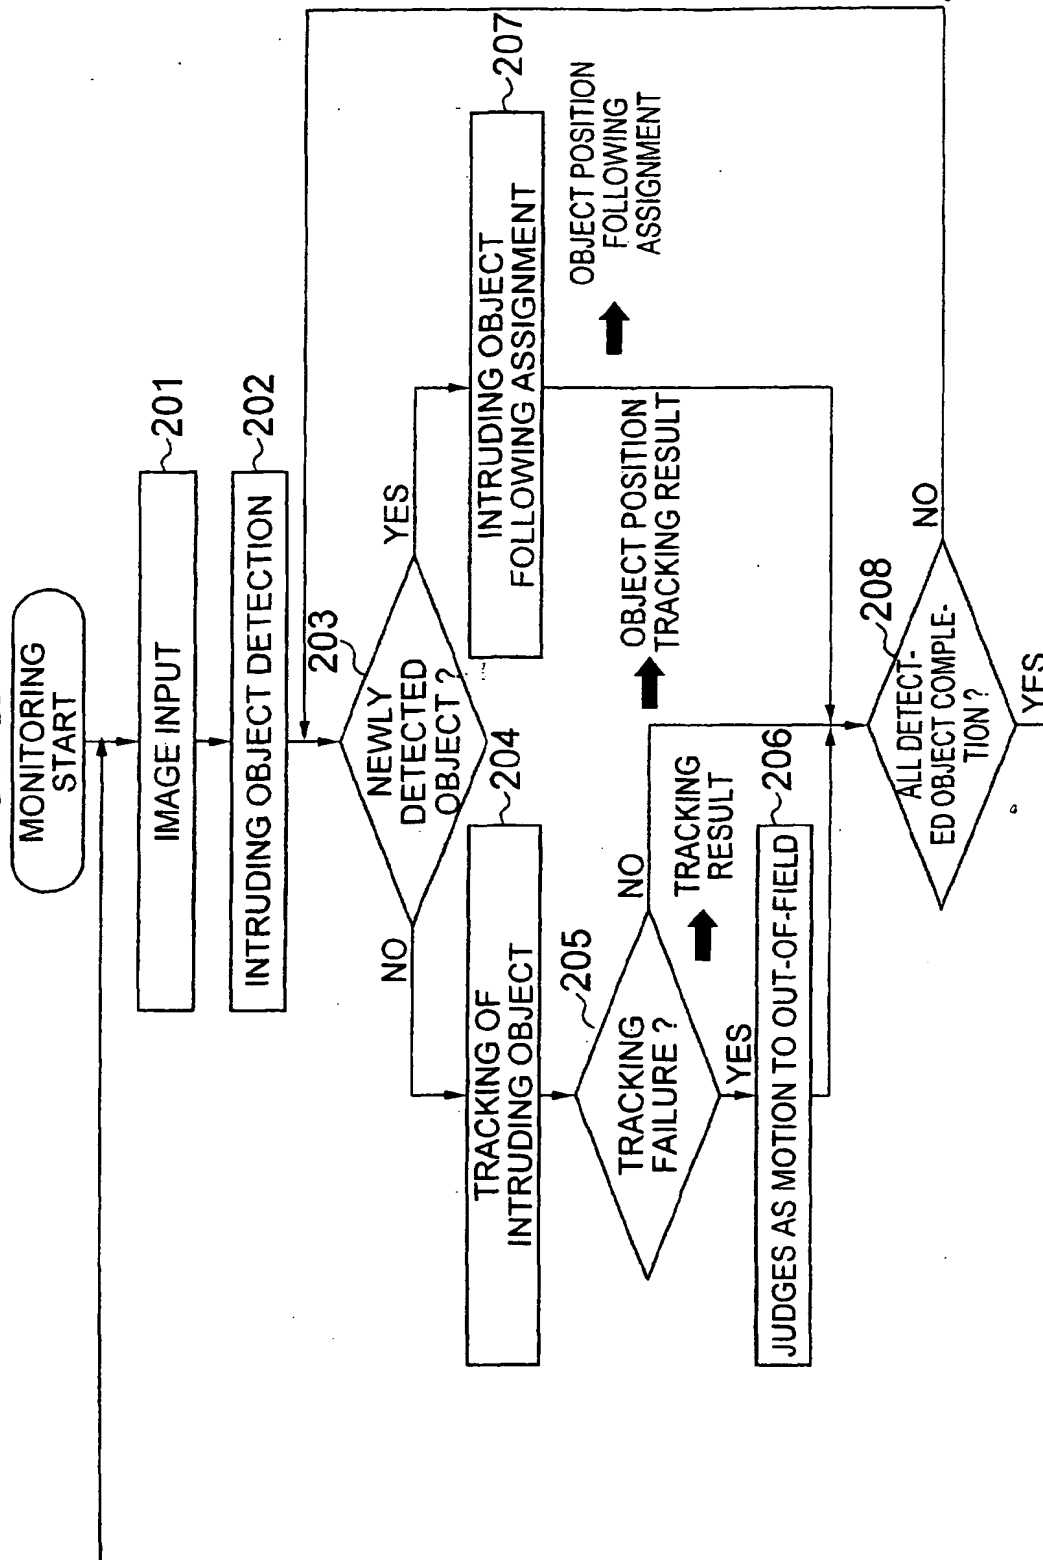 MONITORING
START
201
IMAGE INPUT
202
INTRUDING OBJECT DETECTION
203
NEWLY
DETECTED
OBJECT ?
NO
YES
204
TRACKING OF
INTRUDING OBJECT
207
INTRUDING OBJECT
FOLLOWING ASSIGNMENT
OBJECT POSITION
FOLLOWING
ASSIGNMENT
205
TRACKING
FAILURE ?
NO
YES
OBJECT POSITION
TRACKING RESULT
TRACKING
RESULT
206
JUDGES AS MOTION TO OUT-OF-FIELD
208
ALL DETECT-
ED OBJECT COMPLE-
TION ?
NO
YES